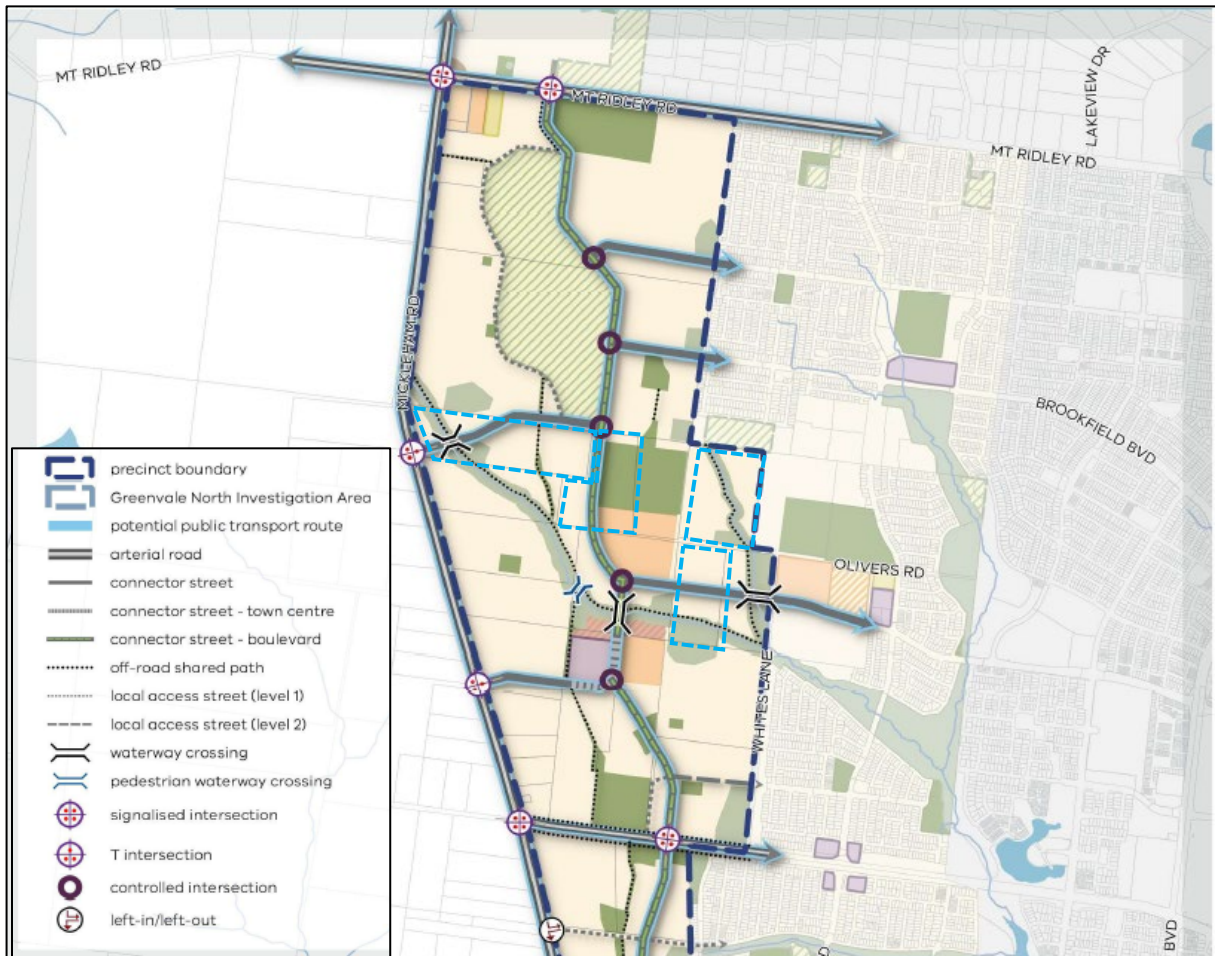 MT RIDLEY RD
MT RIDLEY RD
LAKEVIEW DR
MT RIDLEY RD
MICKLEHAM RD
BROOKFIELD BVD
OLIVERS RD
WHITES LANE
BVD
precinct boundary
Greenvale North Investigation Area
potential public transport route
arterial road
connector street
connector street - town centre
connector street - boulevard
off-road shared path
local access street (level 1)
local access street (level 2)
waterway crossing
pedestrian waterway crossing
signalised intersection
T intersection
controlled intersection
left-in/left-out